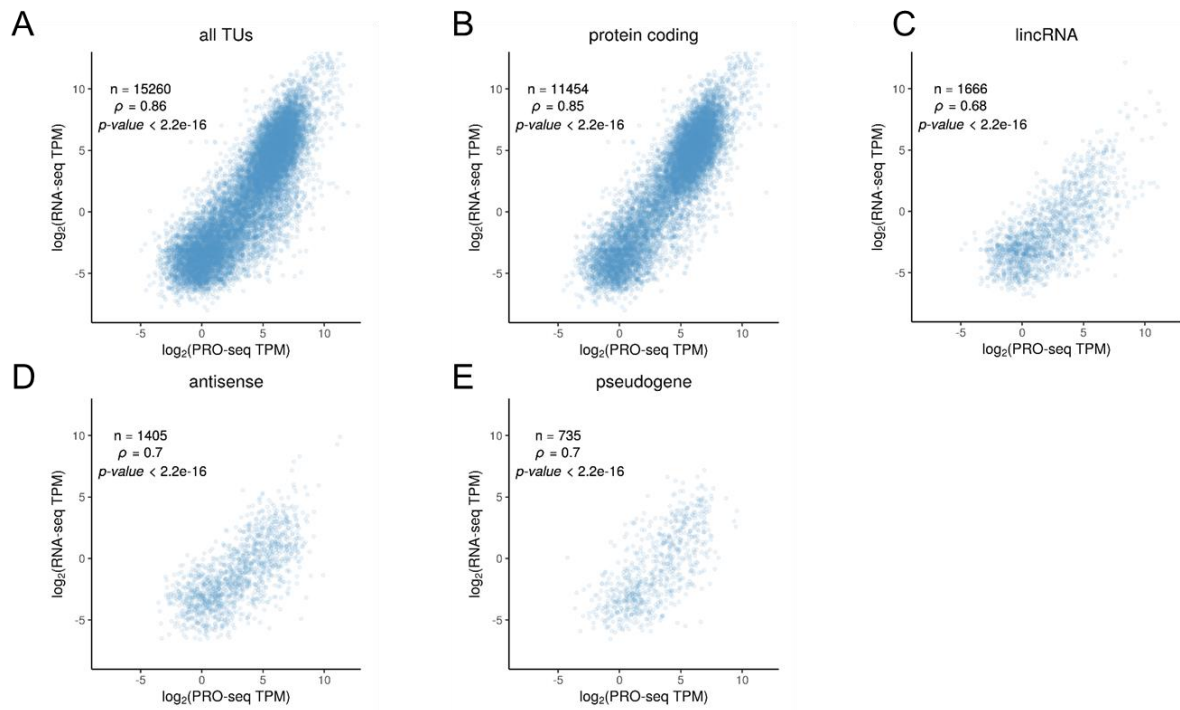 A
all TUs
n = 15260
ρ = 0.86
p-value < 2.2e-16
10
5
0
-5
log₂(RNA-seq TPM)
-5
0
5
10
log₂(PRO-seq TPM)
B
protein coding
n = 11454
ρ = 0.85
p-value < 2.2e-16
10
5
0
-5
log₂(RNA-seq TPM)
-5
0
5
10
log₂(PRO-seq TPM)
C
lincRNA
n = 1666
ρ = 0.68
p-value < 2.2e-16
10
5
0
-5
log₂(RNA-seq TPM)
-5
0
5
10
log₂(PRO-seq TPM)
D
antisense
n = 1405
ρ = 0.7
p-value < 2.2e-16
10
5
0
-5
log₂(RNA-seq TPM)
-5
0
5
10
log₂(PRO-seq TPM)
E
pseudogene
n = 735
ρ = 0.7
p-value < 2.2e-16
10
5
0
-5
log₂(RNA-seq TPM)
-5
0
5
10
log₂(PRO-seq TPM)